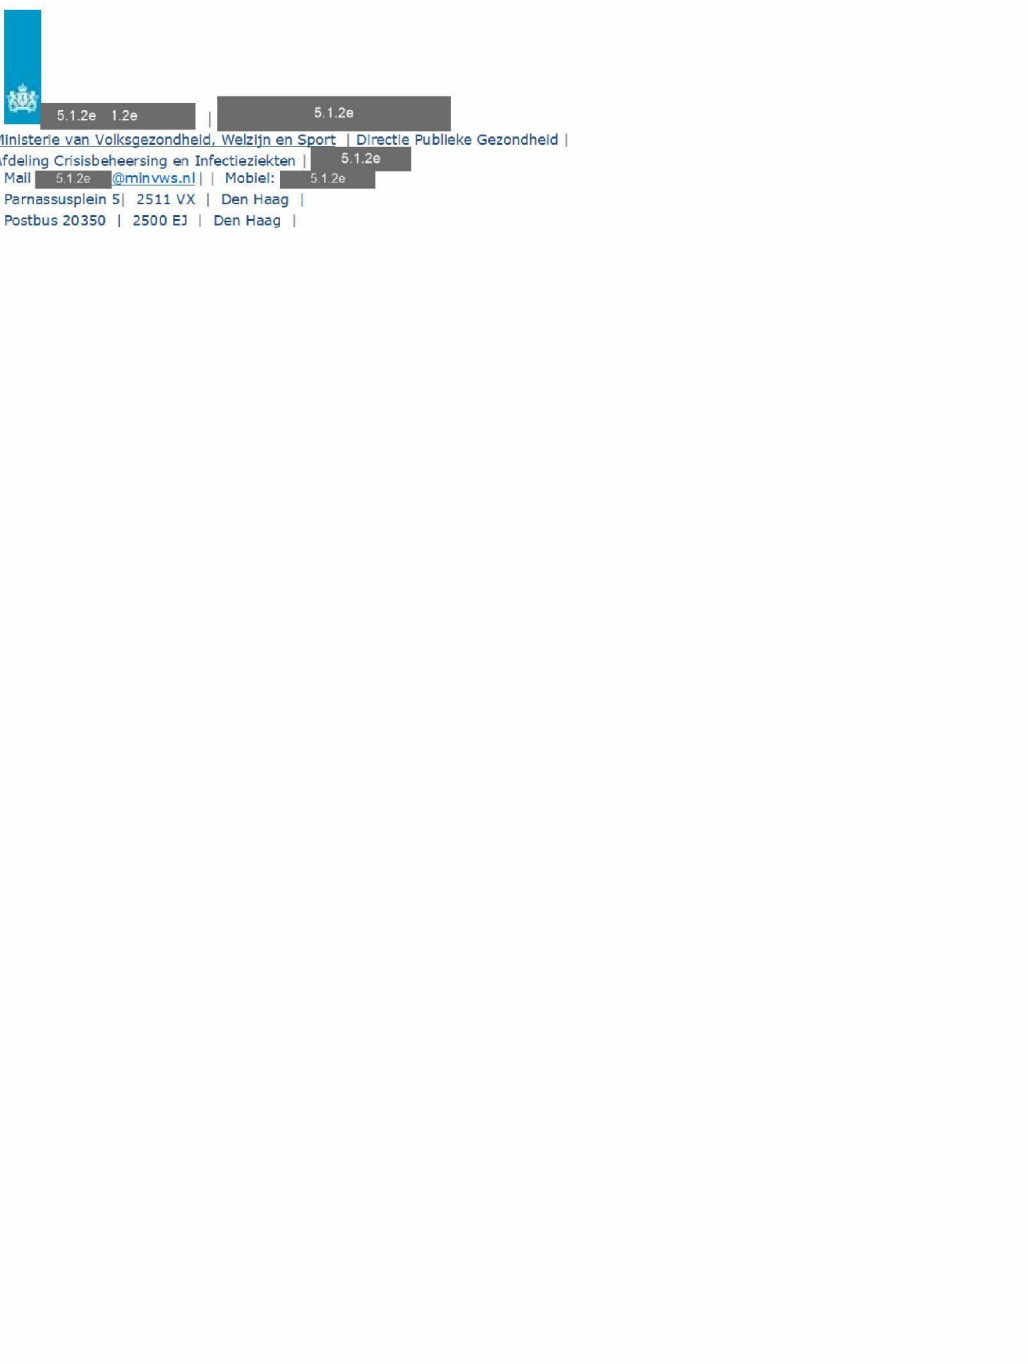 5.1.2e 1.2e | 5.1.2e
Ministerie van Volksgezondheid, Welzijn en Sport | Directie Publieke Gezondheid |
Afdeling Crisisbeheersing en Infectieziekten | 5.1.2e
Mail 5.1.2e @minvws.nl | | Mobiel: 5.1.2e
Parnassusplein 5| 2511 VX | Den Haag |
Postbus 20350 | 2500 EJ | Den Haag |